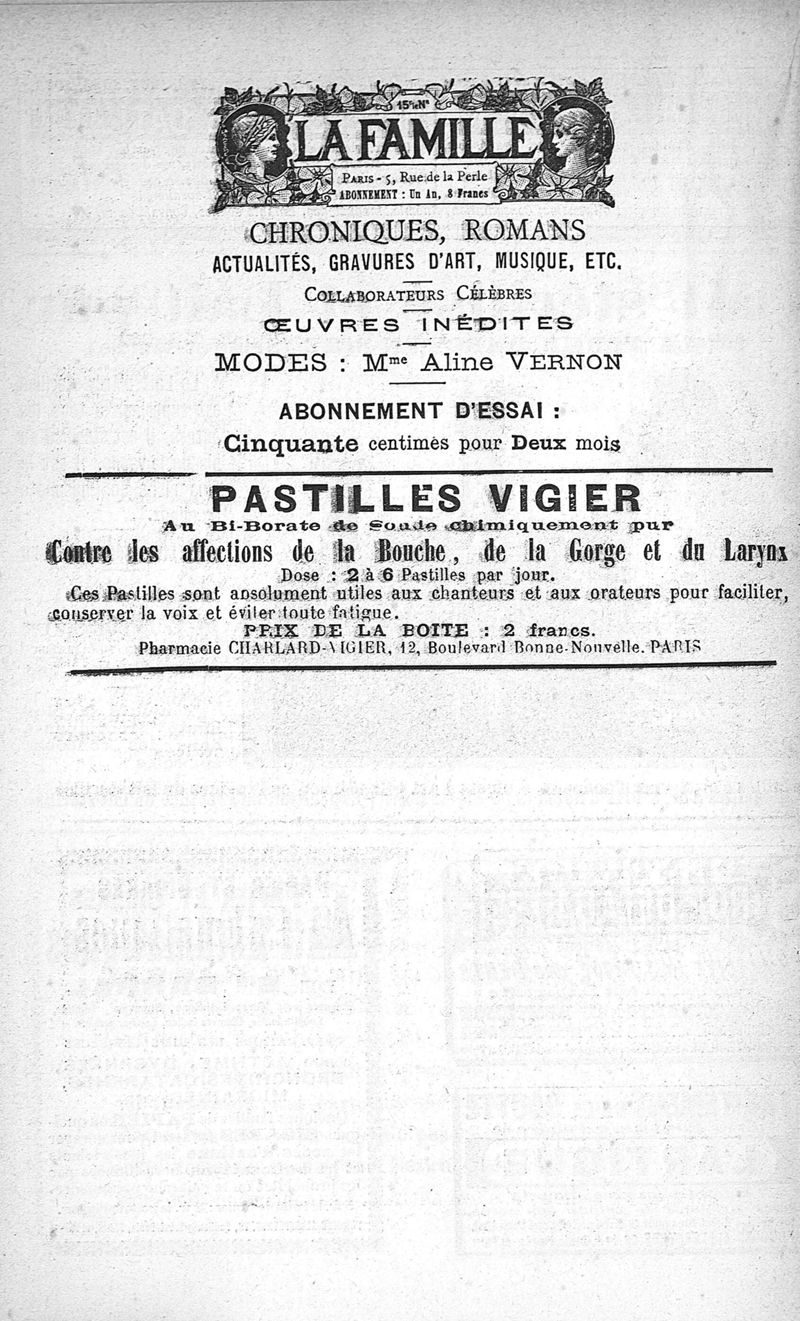 15c. le No
LA FAMILLE
PARIS - 5, Rue de la Perle
ABONNEMENT : Un An, 8 Francs
CHRONIQUES, ROMANS
ACTUALITÉS, GRAVURES D'ART, MUSIQUE, ETC.
COLLABORATEURS CÉLÈBRES
ŒUVRES INÉDITES
MODES : Mme Aline VERNON
ABONNEMENT D'ESSAI :
Cinquante centimes pour Deux mois
PASTILLES VIGIER
Au Bi-Borate de Soude chimiquement pur
Contre les affections de la Bouche, de la Gorge et du Larynx
Dose : 2 à 6 Pastilles par jour.
Ces Pastilles sont absolument utiles aux chanteurs et aux orateurs pour faciliter,
conserver la voix et éviter toute fatigue.
PRIX DE LA BOITE : 2 francs.
Pharmacie CHARLARD-VIGIER, 12, Boulevard Bonne-Nouvelle. PARIS